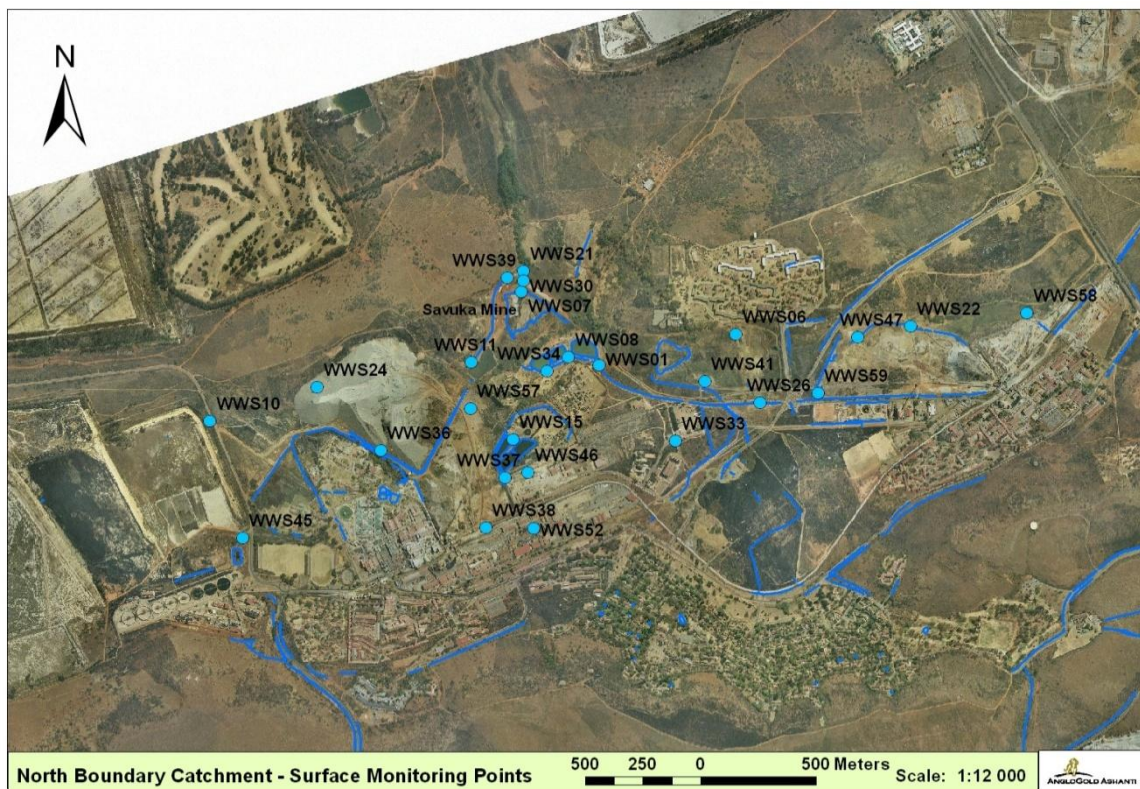 N
WWS39
WWS21
WWS30
Savuka Mine
WWS07
WWS58
WWS22
WWS47
WWS06
WWS08
WWS34
WWS01
WWS11
WWS41
WWS24
WWS57
WWS26
WWS59
WWS10
WWS15
WWS33
WWS36
WWS37
WWS46
WWS38
WWS52
WWS45
North Boundary Catchment - Surface Monitoring Points
500 250 0 500 Meters
Scale: 1:12 000
ANGLOGOLD ASHANTI